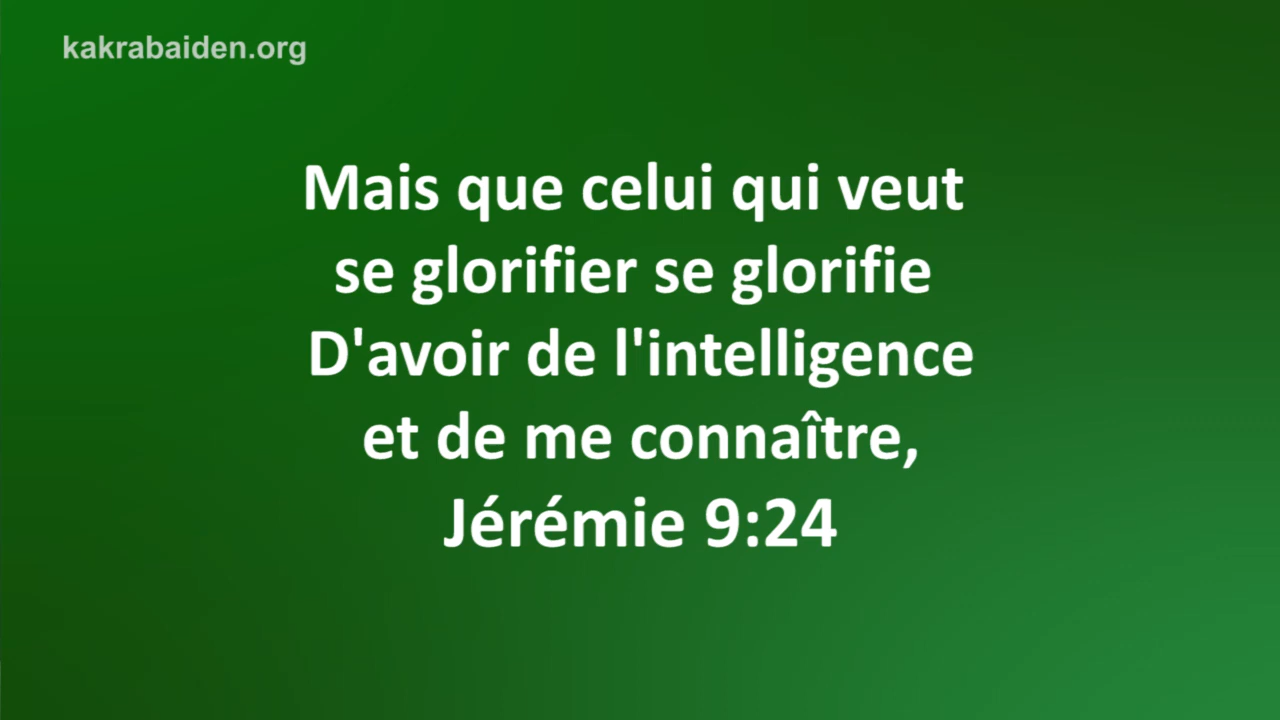 kakrabaiden.org
Mais que celui qui veut
se glorifier se glorifie
D'avoir de l'intelligence
et de me connaître,
Jérémie 9:24